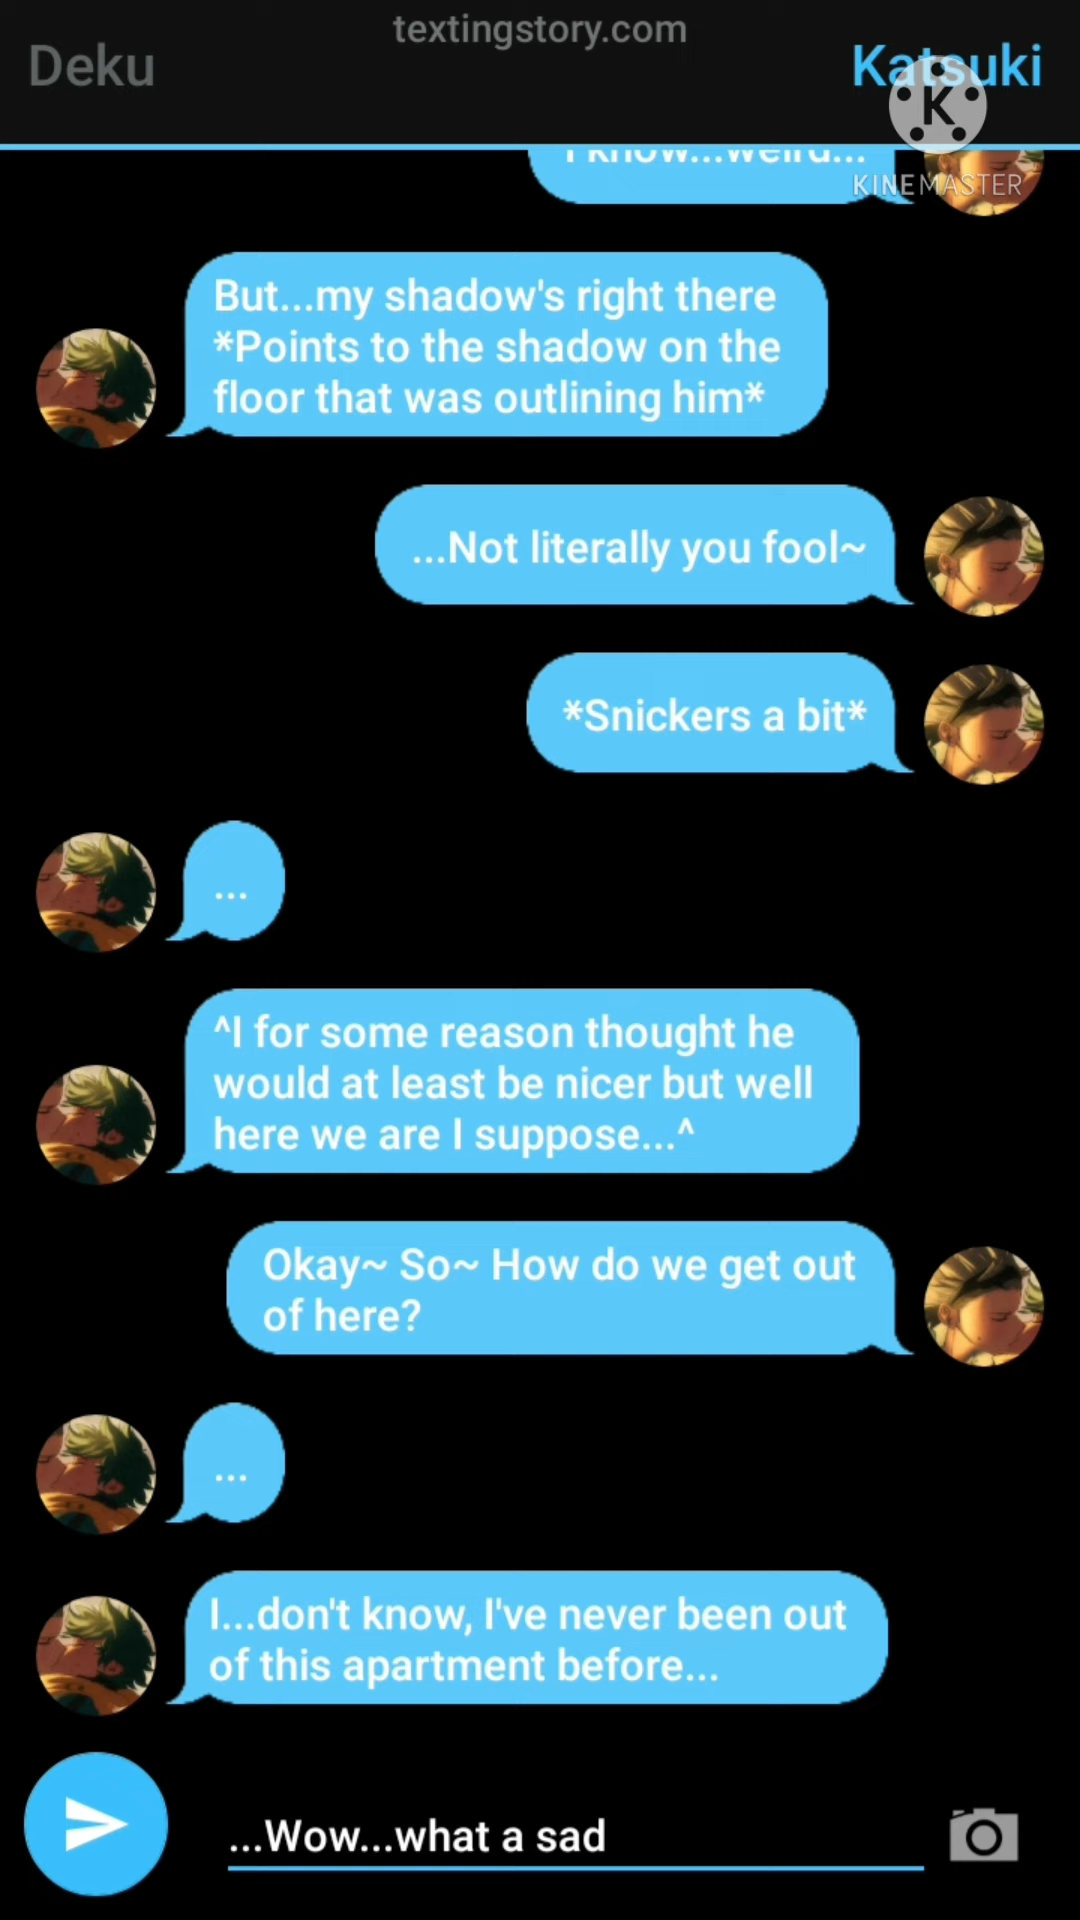 textingstory.com
Deku
Katsuki
K
KINEMASTER
I know...weird...
But...my shadow's right there
*Points to the shadow on the
floor that was outlining him*
...Not literally you fool~
*Snickers a bit*
...
^I for some reason thought he
would at least be nicer but well
here we are I suppose...^
Okay~ So~ How do we get out
of here?
...
I...don't know, I've never been out
of this apartment before...
...Wow...what a sad